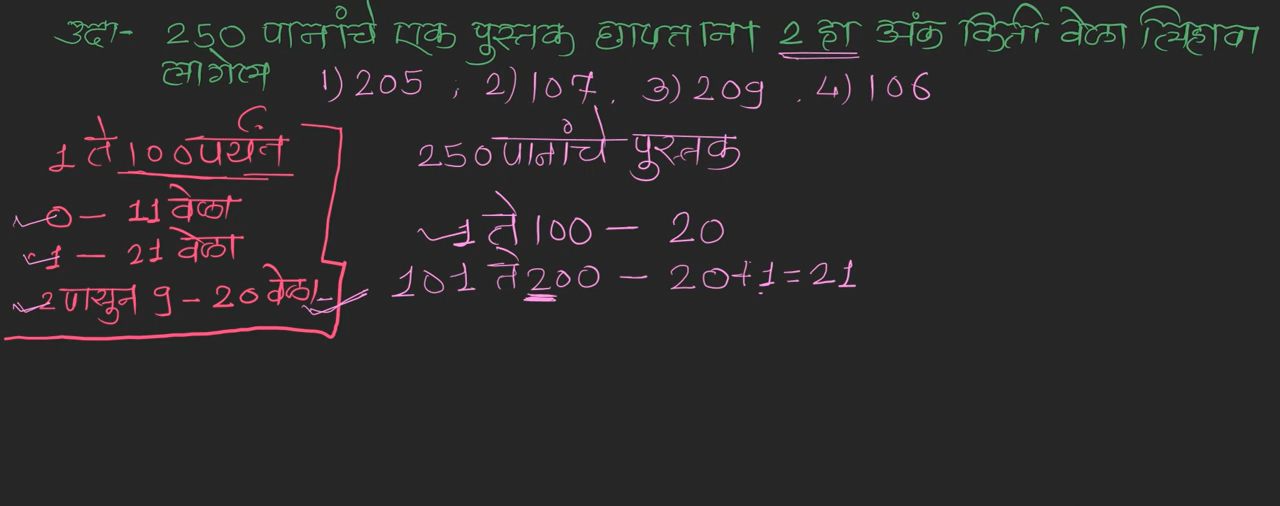 उदा- 250 पानांचे एक पुस्तक छापताना 2 हा अंक किती वेळा लिहावा
लागेल 1) 205 , 2) 107 . 3) 209 . 4) 106
1 ते 100 पर्यंत
0 - 11 वेळा
1 - 21 वेळा
2 पासून 9 - 20 वेळा
250 पानांचे पुस्तक
1 ते 100 - 20
101 ते 200 - 20+1=21